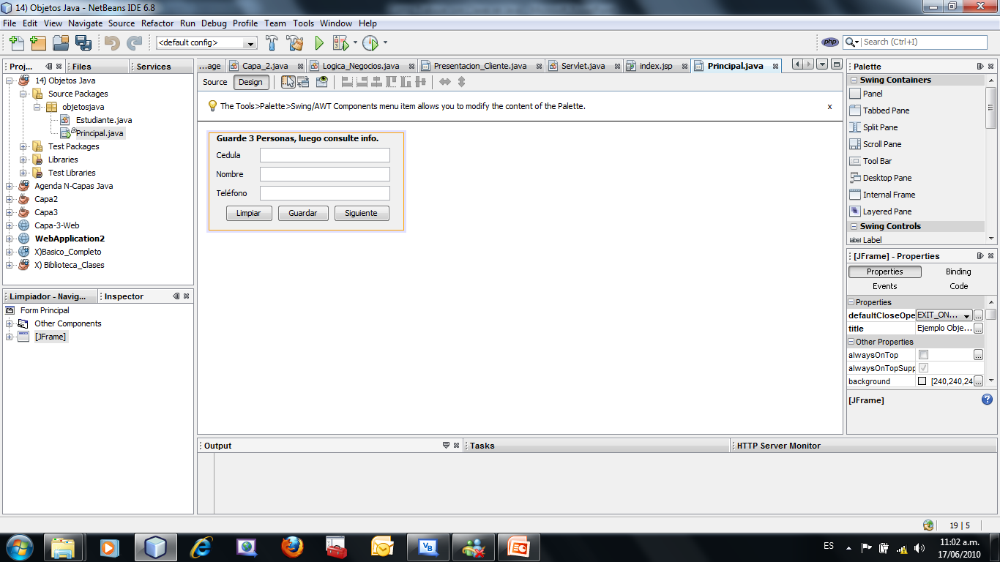 14) Objetos Java - NetBeans IDE 6.8
File Edit View Navigate Source Refactor Run Debug Profile Team Tools Window Help
<default config>
php
Search (Ctrl+I)
Proj... Files Services
14) Objetos Java
Source Packages
objetosjava
Estudiante.java
Principal.java
Test Packages
Libraries
Test Libraries
Agenda N-Capas Java
Capa2
Capa3
Capa-3-Web
WebApplication2
X)Basico_Completo
X) Biblioteca_Clases
Limpiador - Navig... Inspector
Form Principal
Other Components
[JFrame]
...age Capa_2.java Logica_Negocios.java Presentacion_Cliente.java Servlet.java index.jsp Principal.java
Source Design
The Tools>Palette>Swing/AWT Components menu item allows you to modify the content of the Palette. x
Guarde 3 Personas, luego consulte info.
Cedula
Nombre
Teléfono
Limpiar Guardar Siguiente
Palette
Swing Containers
Panel
Tabbed Pane
Split Pane
Scroll Pane
Tool Bar
Desktop Pane
Internal Frame
Layered Pane
Swing Controls
label Label
[JFrame] - Properties
Properties Binding
Events Code
Properties
defaultCloseOpe EXIT_ON... ...
title Ejemplo Obje... ...
Other Properties
alwaysOnTop ...
alwaysOnTopSupp
background [240,240,24 ...
[JFrame] ?
Output Tasks HTTP Server Monitor
19 | 5
VB
ES
11:02 a.m.
17/06/2010